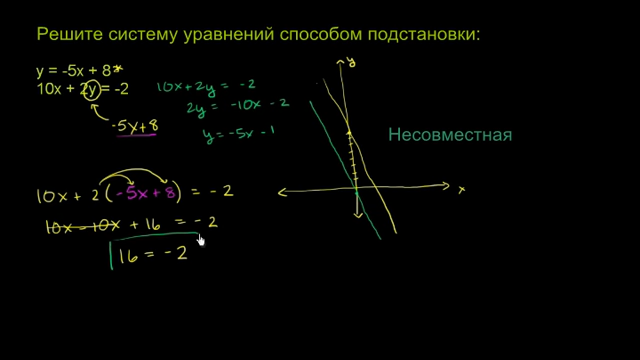 Решите систему уравнений способом подстановки:
y = -5x + 8*
10x + 2y = -2
-5x+8
10x+2y = -2
2y = -10x - 2
y = -5x - 1
10x + 2 (-5x + 8) = -2
10x - 10x + 16 = -2
16 = -2
y
Несовместная
x